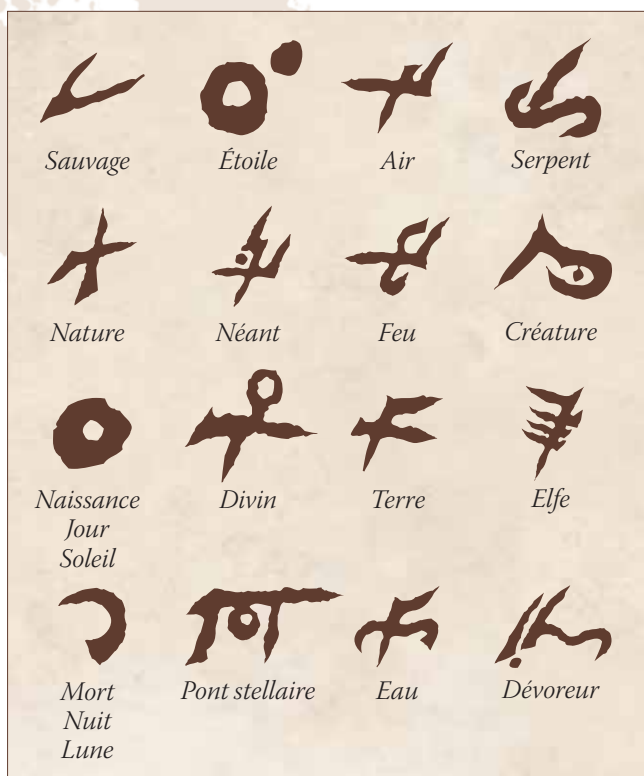 Sauvage
Étoile
Air
Serpent
Nature
Néant
Feu
Créature
Naissance
Jour
Soleil
Divin
Terre
Elfe
Mort
Nuit
Lune
Pont stellaire
Eau
Dévoreur